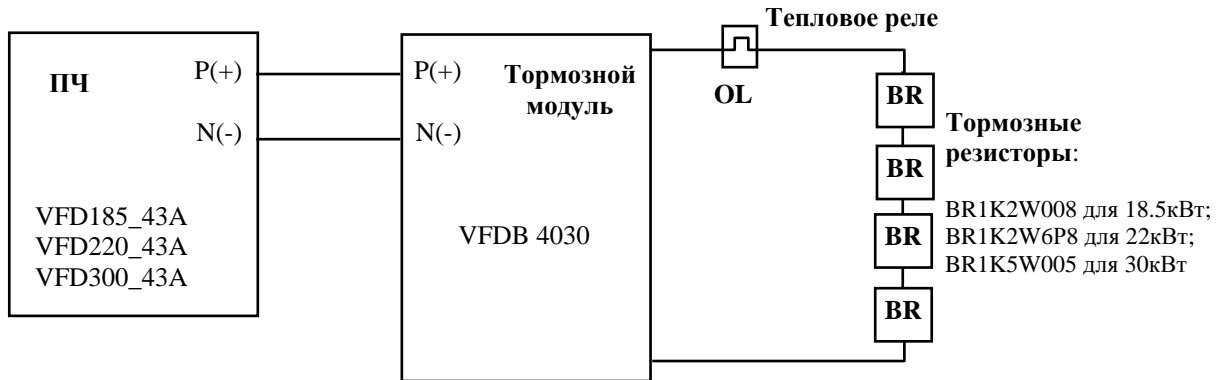 Тепловое реле
ПЧ
P(+)
P(+)
Тормозной
модуль
OL
BR
N(-)
N(-)
Тормозные
резисторы:
BR
VFD185_43A
VFD220_43A
VFD300_43A
VFDB 4030
BR
BR1K2W008 для 18.5кВт;
BR1K2W6P8 для 22кВт;
BR1K5W005 для 30кВт
BR